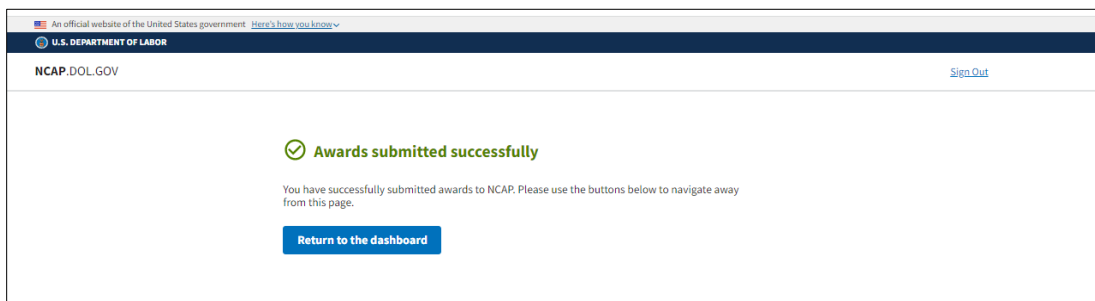 An official website of the United States government Here's how you know
U.S. DEPARTMENT OF LABOR
NCAP.DOL.GOV
Sign Out
Awards submitted successfully
You have successfully submitted awards to NCAP. Please use the buttons below to navigate away
from this page.
Return to the dashboard